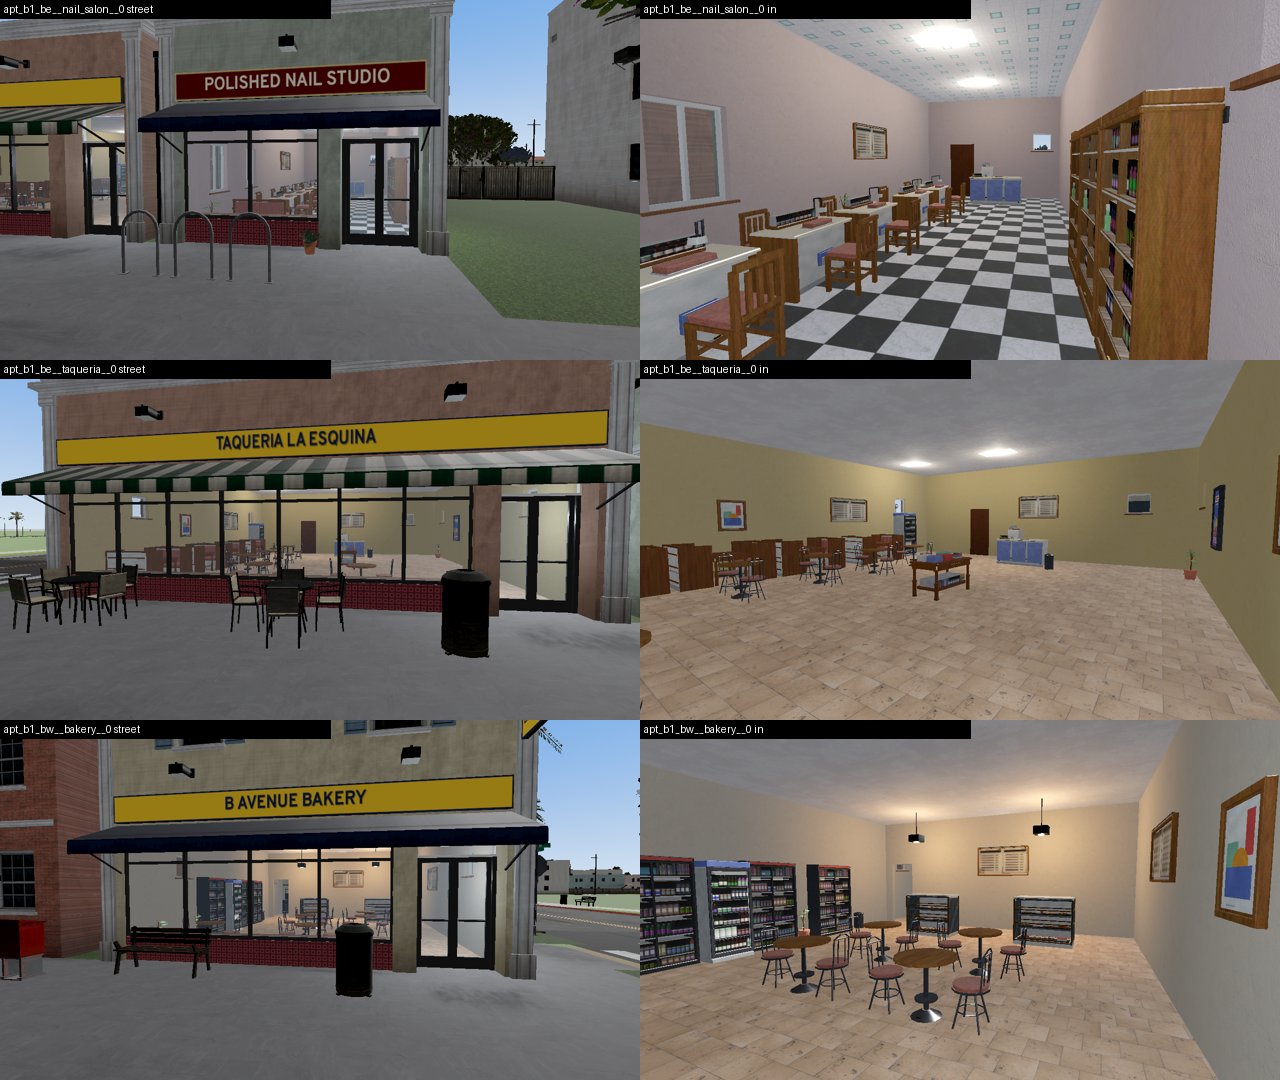 apt_b1_be__nail_salon__0 street
apt_b1_be__nail_salon__0 in
POLISHED NAIL STUDIO
apt_b1_be__taqueria__0 street
apt_b1_be__taqueria__0 in
TAQUERIA LA ESQUINA
apt_b1_bw__bakery__0 street
apt_b1_bw__bakery__0 in
B AVENUE BAKERY